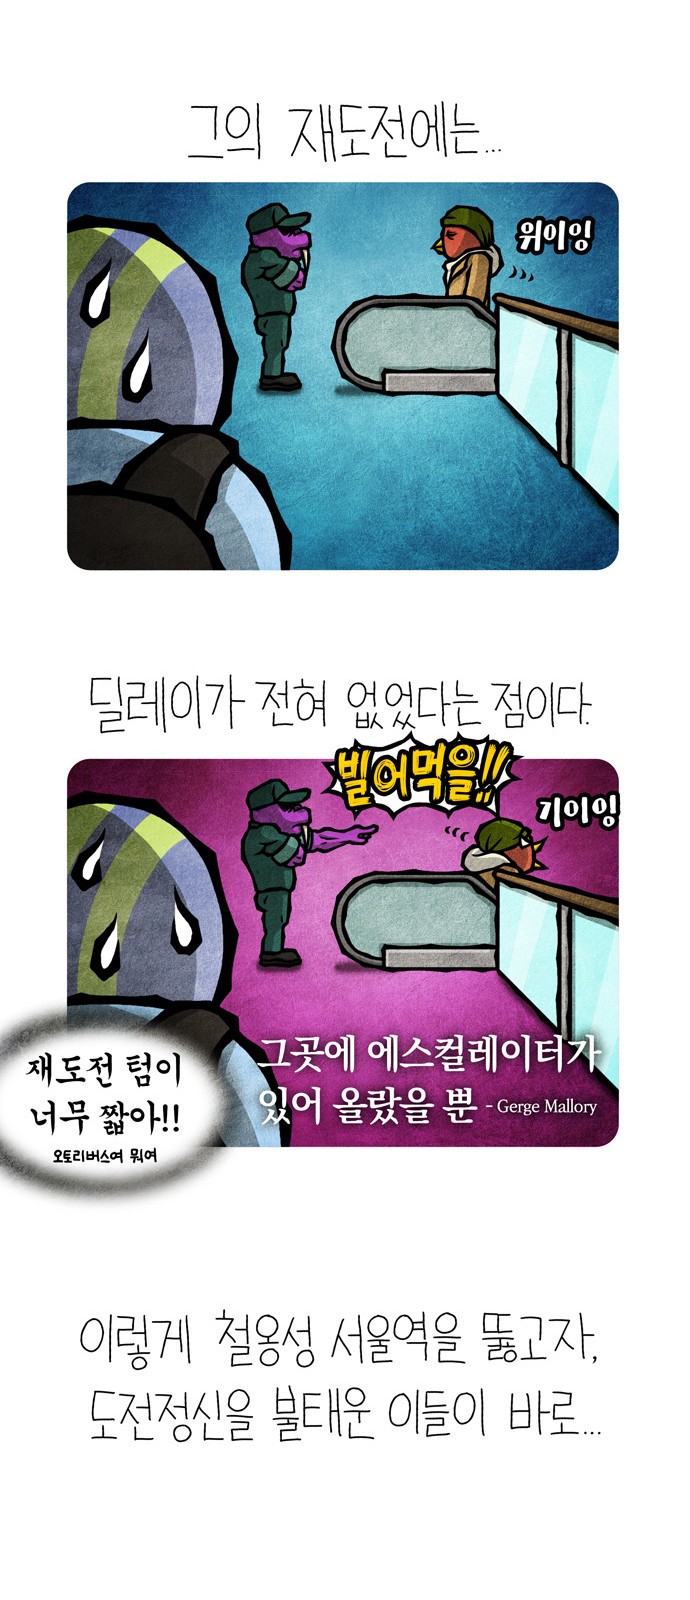 그의 재도전에는...
위이잉
딜레이가 전혀 없었다는 점이다.
빌어먹을!!
기이잉
그곳에 에스컬레이터가
있어 올랐을 뿐 - Gerge Mallory
재도전 텀이
너무 짧아!!
오토리버스여 뭐여
이렇게 철옹성 서울역을 뚫고자,
도전정신을 불태운 이들이 바로...